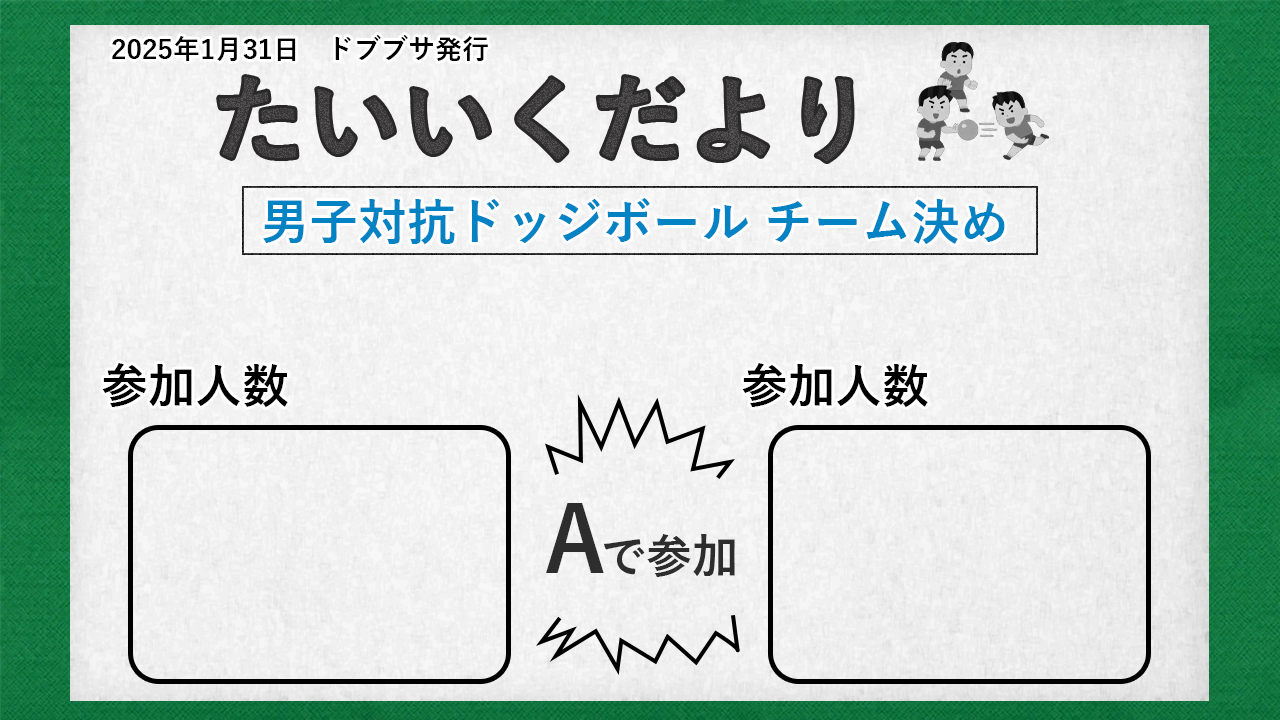 2025年1月31日　ドブブサ発行
たいいくだより
男子対抗ドッジボール チーム決め
参加人数
参加人数
Aで参加